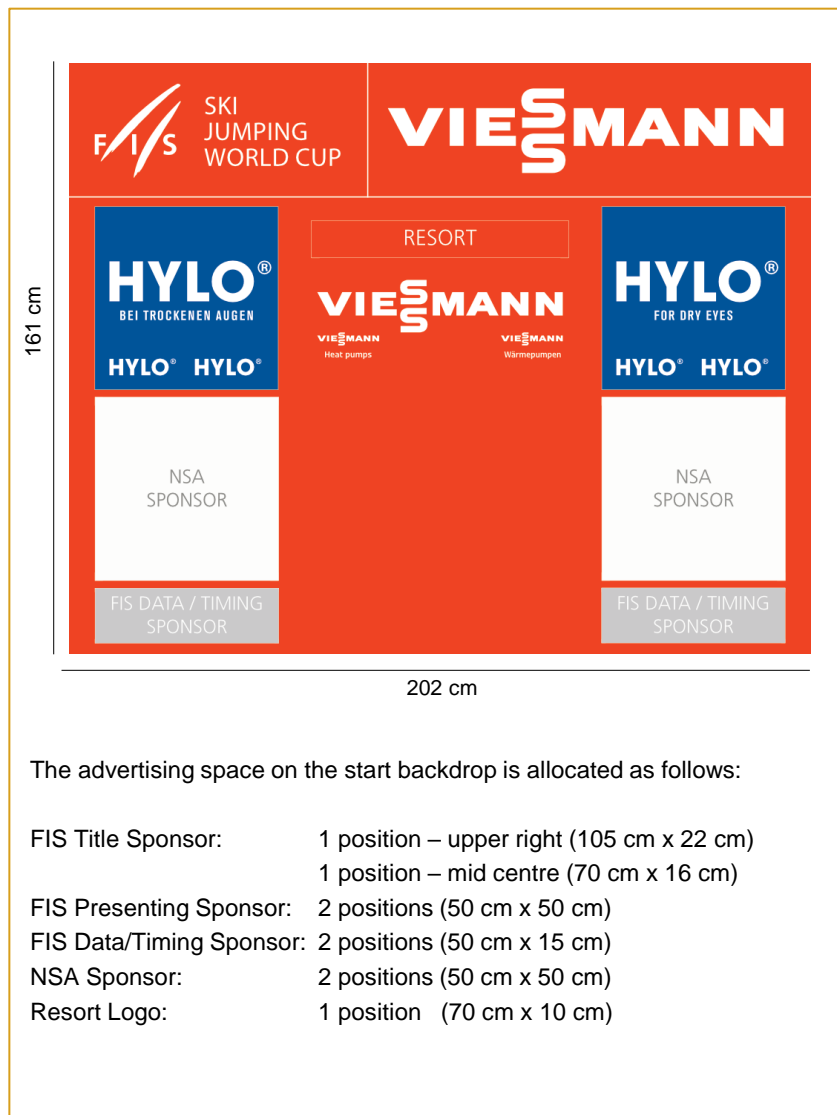 SKI
JUMPING
WORLD CUP
F I S
VIESSMANN
RESORT
HYLO®
BEI TROCKENEN AUGEN
HYLO® HYLO®
VIESSMANN
VIESSMANN
Heat pumps
VIESSMANN
Wärmepumpen
HYLO®
FOR DRY EYES
HYLO® HYLO®
NSA
SPONSOR
NSA
SPONSOR
FIS DATA / TIMING
SPONSOR
FIS DATA / TIMING
SPONSOR
161 cm
202 cm
The advertising space on the start backdrop is allocated as follows:
FIS Title Sponsor: 1 position – upper right (105 cm x 22 cm)
1 position – mid centre (70 cm x 16 cm)
FIS Presenting Sponsor: 2 positions (50 cm x 50 cm)
FIS Data/Timing Sponsor: 2 positions (50 cm x 15 cm)
NSA Sponsor: 2 positions (50 cm x 50 cm)
Resort Logo: 1 position (70 cm x 10 cm)